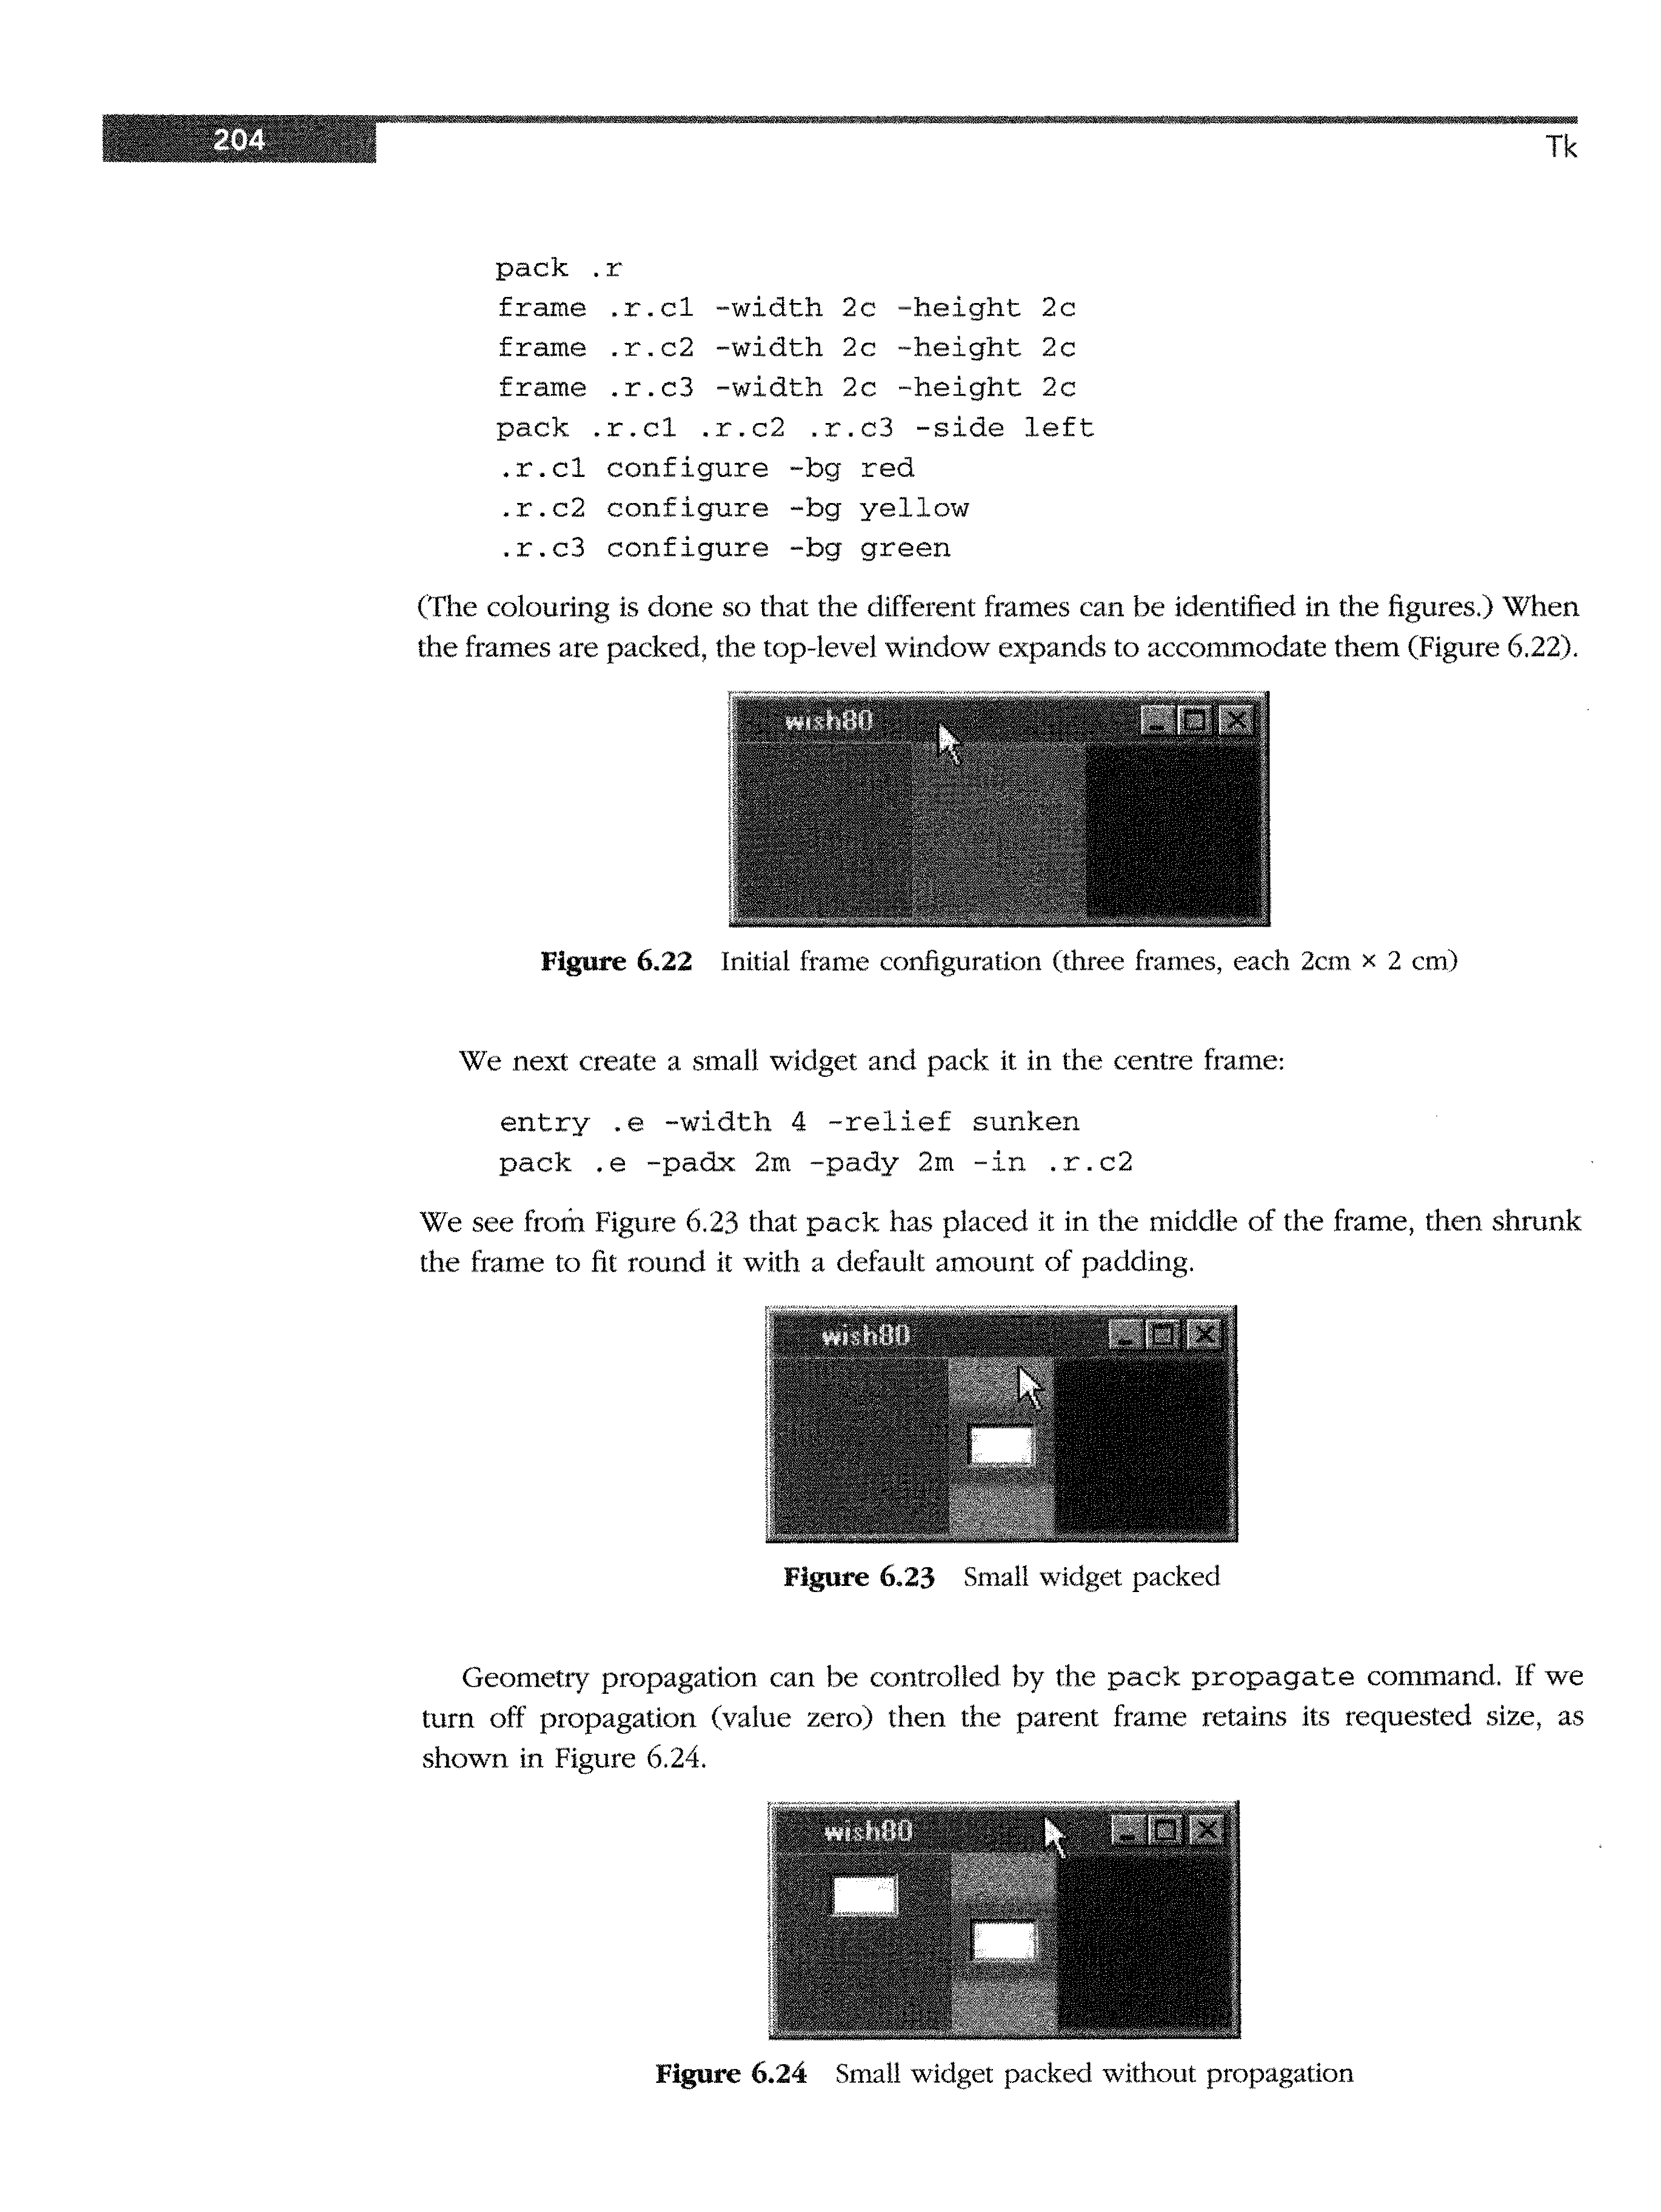 204
Tk
pack .r
frame .r.c1 -width 2c -height 2c
frame .r.c2 -width 2c -height 2c
frame .r.c3 -width 2c -height 2c
pack .r.c1 .r.c2 .r.c3 -side left
.r.c1 configure -bg red
.r.c2 configure -bg yellow
.r.c3 configure -bg green
(The colouring is done so that the different frames can be identified in the figures.) When
the frames are packed, the top-level window expands to accommodate them (Figure 6.22).
wish80
Figure 6.22 Initial frame configuration (three frames, each 2cm × 2 cm)
We next create a small widget and pack it in the centre frame:
entry .e -width 4 -relief sunken
pack .e -padx 2m -pady 2m -in .r.c2
We see from Figure 6.23 that pack has placed it in the middle of the frame, then shrunk
the frame to fit round it with a default amount of padding.
wish80
Figure 6.23 Small widget packed
Geometry propagation can be controlled by the pack propagate command. If we
turn off propagation (value zero) then the parent frame retains its requested size, as
shown in Figure 6.24.
wish80
Figure 6.24 Small widget packed without propagation